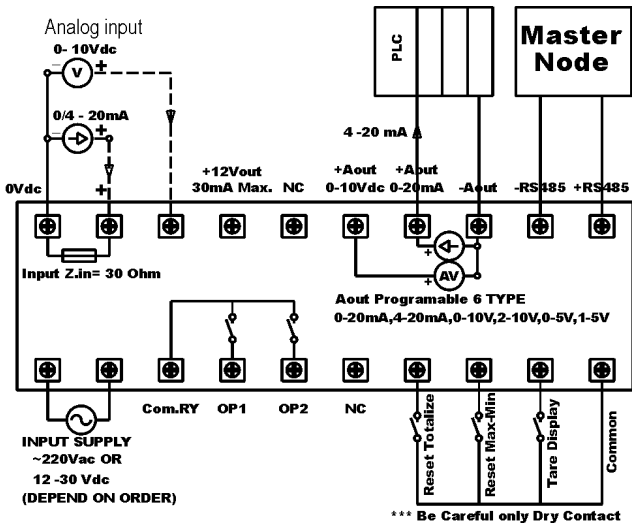 Analog input
0- 10Vdc
V
0/4 - 20mA
0Vdc
PLC
Master
Node
4 -20 mA
+12Vout
30mA Max.
NC
+Aout
0-10Vdc
+Aout
0-20mA
-Aout
-RS485
+RS485
Input Z.in= 30 Ohm
AV
Aout Programable 6 TYPE
0-20mA,4-20mA,0-10V,2-10V,0-5V,1-5V
Com.RY
OP1
OP2
NC
Reset Totalize
Reset Max-Min
Tare Display
Common
INPUT SUPPLY
~220Vac OR
12 -30 Vdc
(DEPEND ON ORDER)
*** Be Careful only Dry Contact